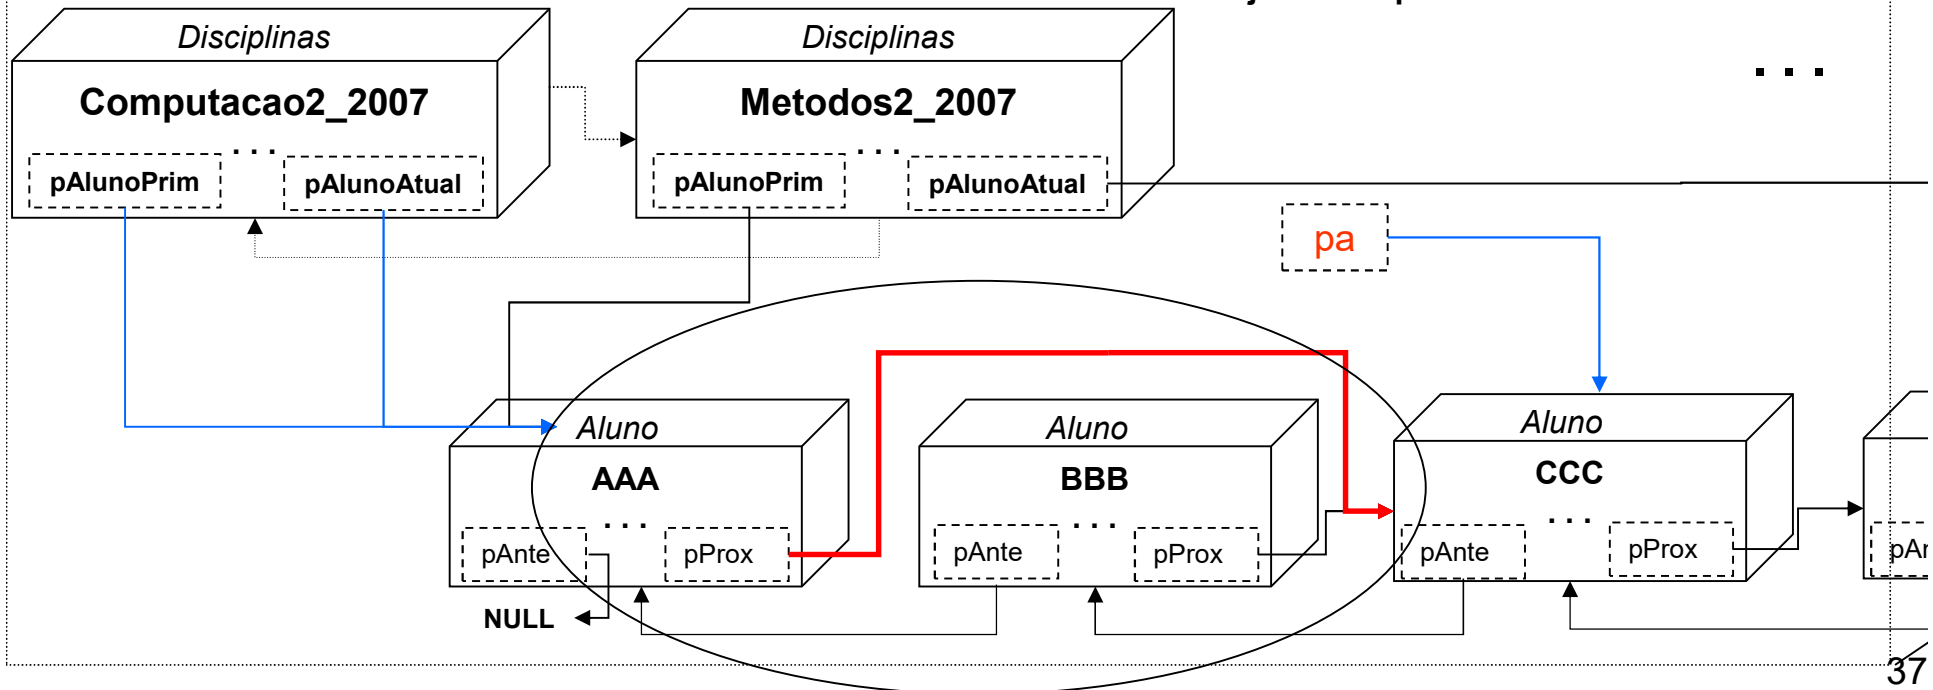 Disciplinas
Computacao2_2007
. . .
pAlunoPrim
pAlunoAtual
Disciplinas
Metodos2_2007
. . .
pAlunoPrim
pAlunoAtual
. . .
pa
Aluno
AAA
. . .
pAnte
pProx
NULL
Aluno
BBB
. . .
pAnte
pProx
Aluno
CCC
. . .
pAnte
pProx
37